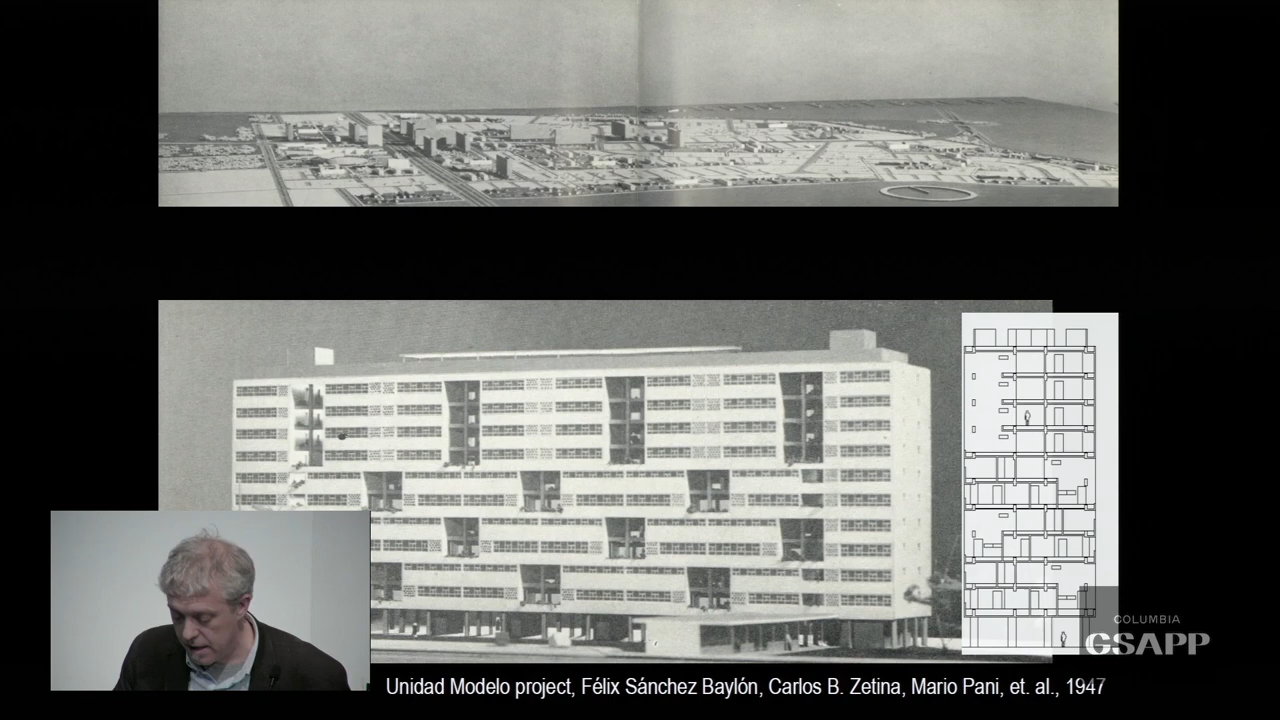 COLUMBIA
GSAPP
Unidad Modelo project, Félix Sánchez Baylón, Carlos B. Zetina, Mario Pani, et. al., 1947